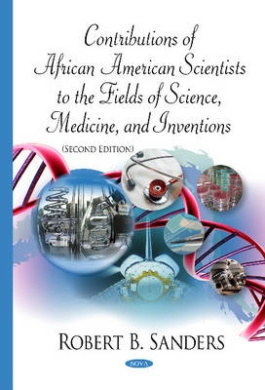 Contributions of
African American Scientists
to the Fields of Science,
Medicine, and Inventions
(SECOND EDITION)
ROBERT B. SANDERS
NOVA